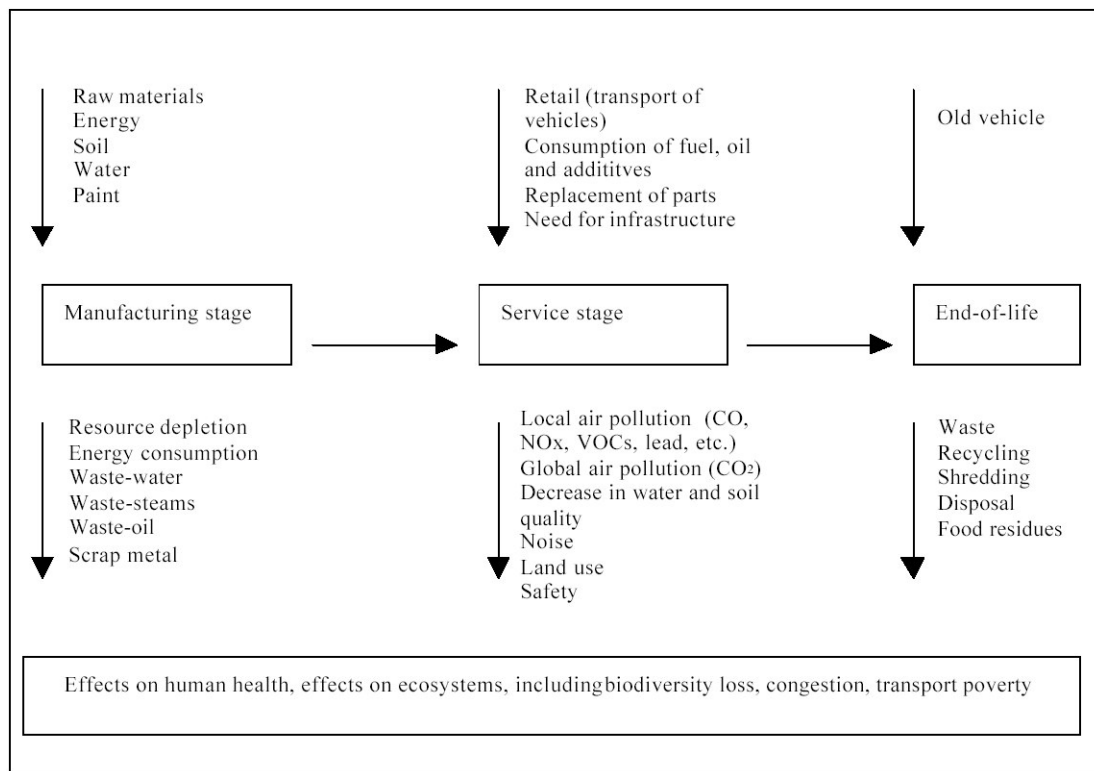 Raw materials
Energy
Soil
Water
Paint
Retail (transport of
vehicles)
Consumption of fuel, oil
and addititves
Replacement of parts
Need for infrastructure
Old vehicle
Manufacturing stage
Service stage
End-of-life
Resource depletion
Energy consumption
Waste-water
Waste-steams
Waste-oil
Scrap metal
Local air pollution (CO,
NOx, VOCs, lead, etc.)
Global air pollution (CO2)
Decrease in water and soil
quality
Noise
Land use
Safety
Waste
Recycling
Shredding
Disposal
Food residues
Effects on human health, effects on ecosystems, including biodiversity loss, congestion, transport poverty